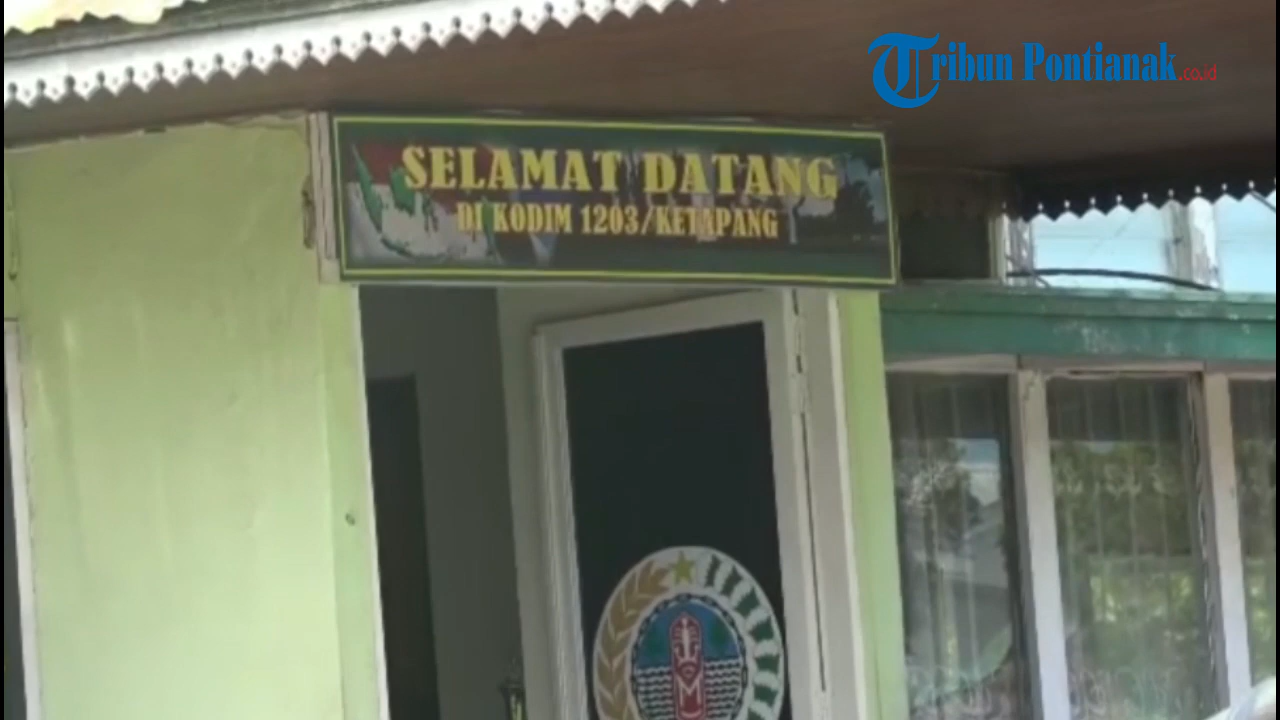 Tribun Pontianak.co.id
SELAMAT DATANG
DI KODIM 1203/KETAPANG